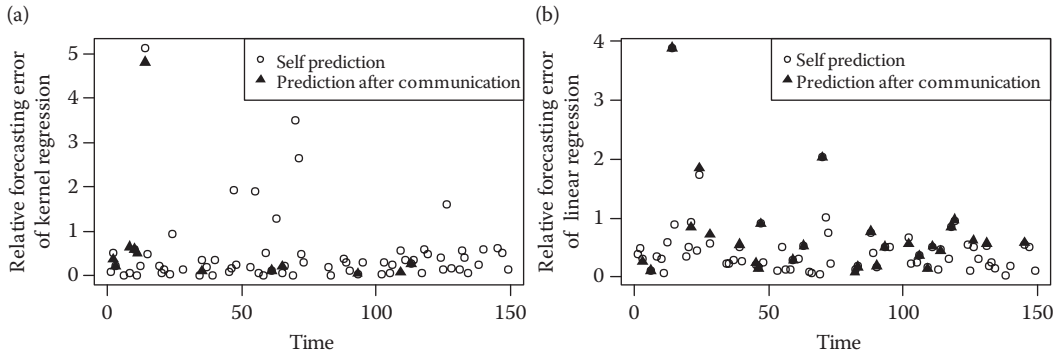 (a)
Relative forecasting error
of kernel regression
5
4
3
2
1
0
Self prediction
Prediction after communication
0
50
100
150
Time
(b)
Relative forecasting error of
linear regression
4
3
2
1
0
Self prediction
Prediction after communication
0
50
100
150
Time